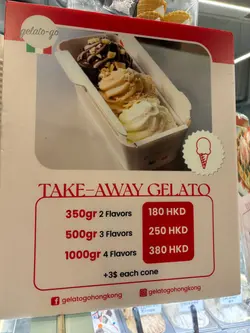 gelato-go
TAKE-AWAY GELATO
350gr 2 Flavors 180 HKD
500gr 3 Flavors 250 HKD
1000gr 4 Flavors 380 HKD
+3$ each cone
gelatogohongkong gelatogohongkong